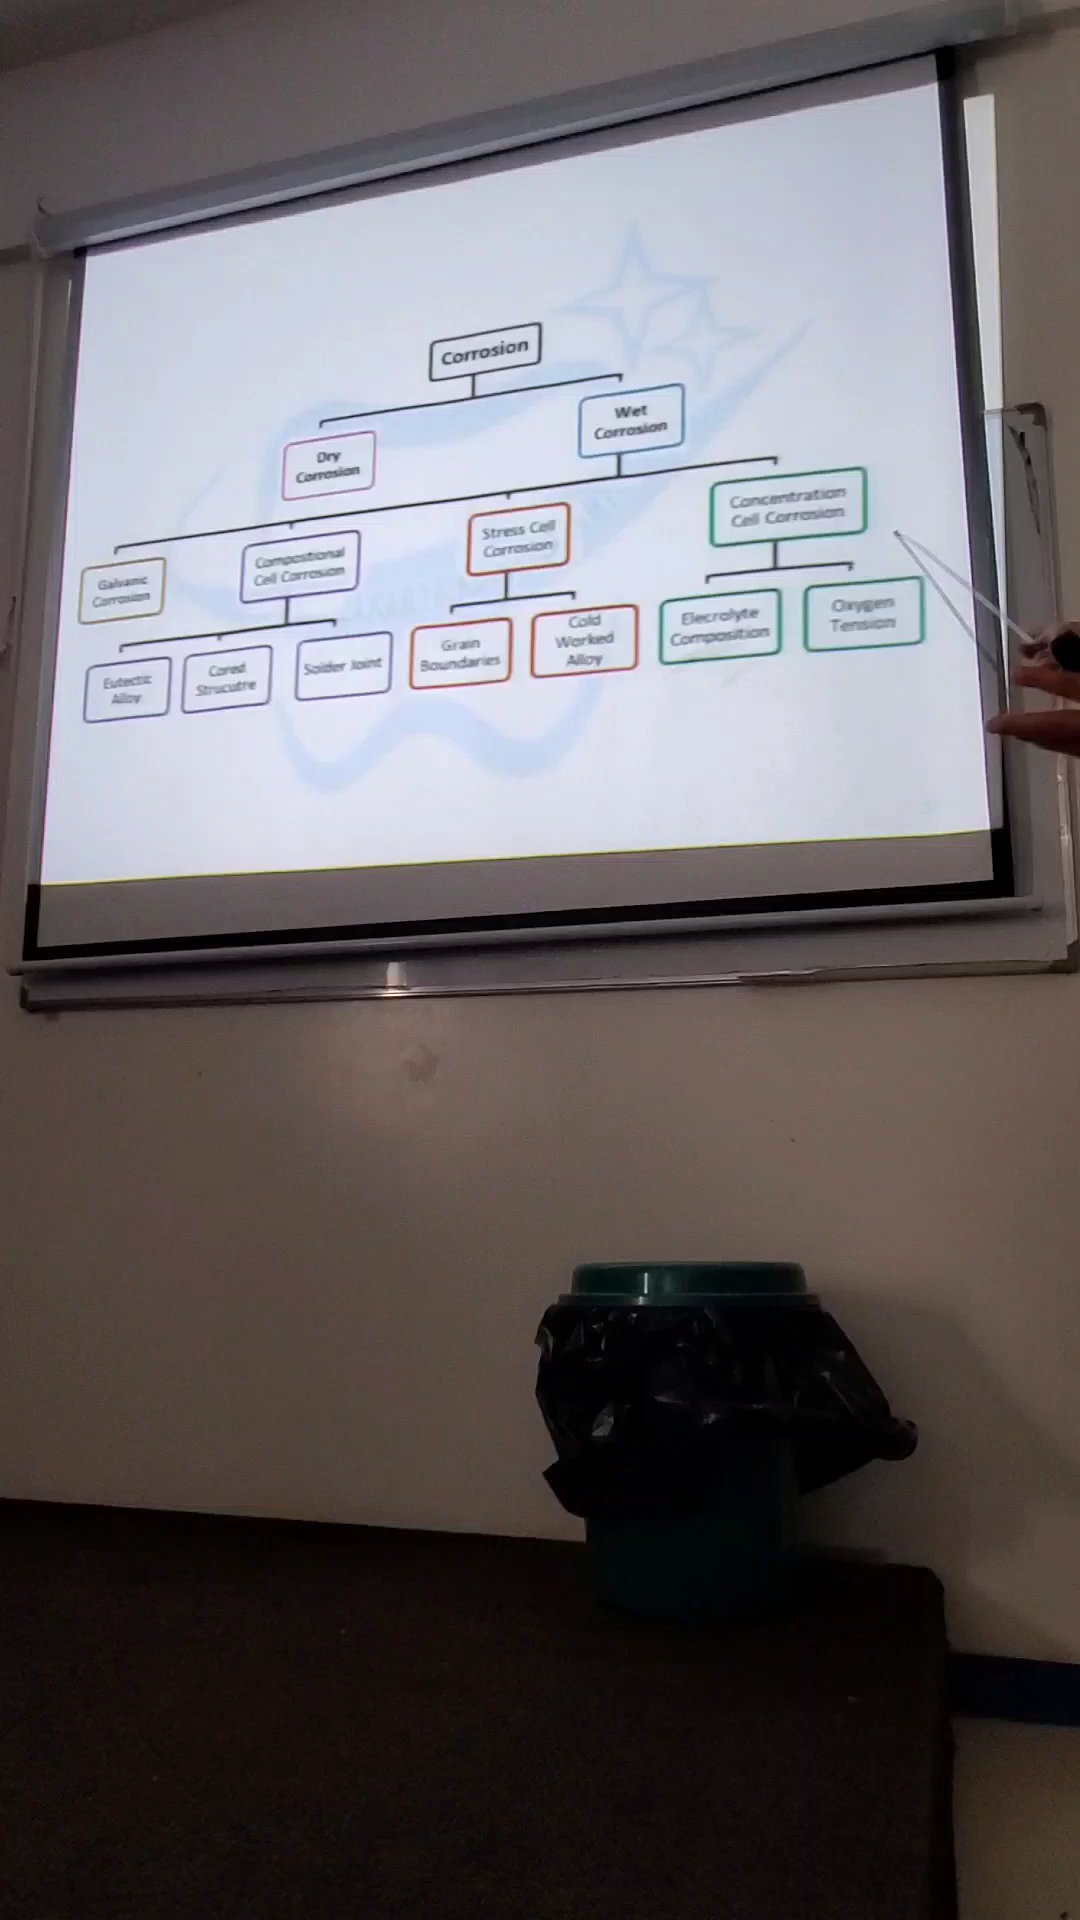 Corrosion
Wet
Corrosion
Dry
Corrosion
Concentration
Cell Corrosion
Stress Cell
Corrosion
Compostional
Cell Corrosion
Galvanic
Corrosion
Eutectic
Alloy
Cored
Strucutre
Solder Joint
Grain
Boundaries
Cold
Worked
Alloy
Elecrolyte
Composition
Oxygen
Tension